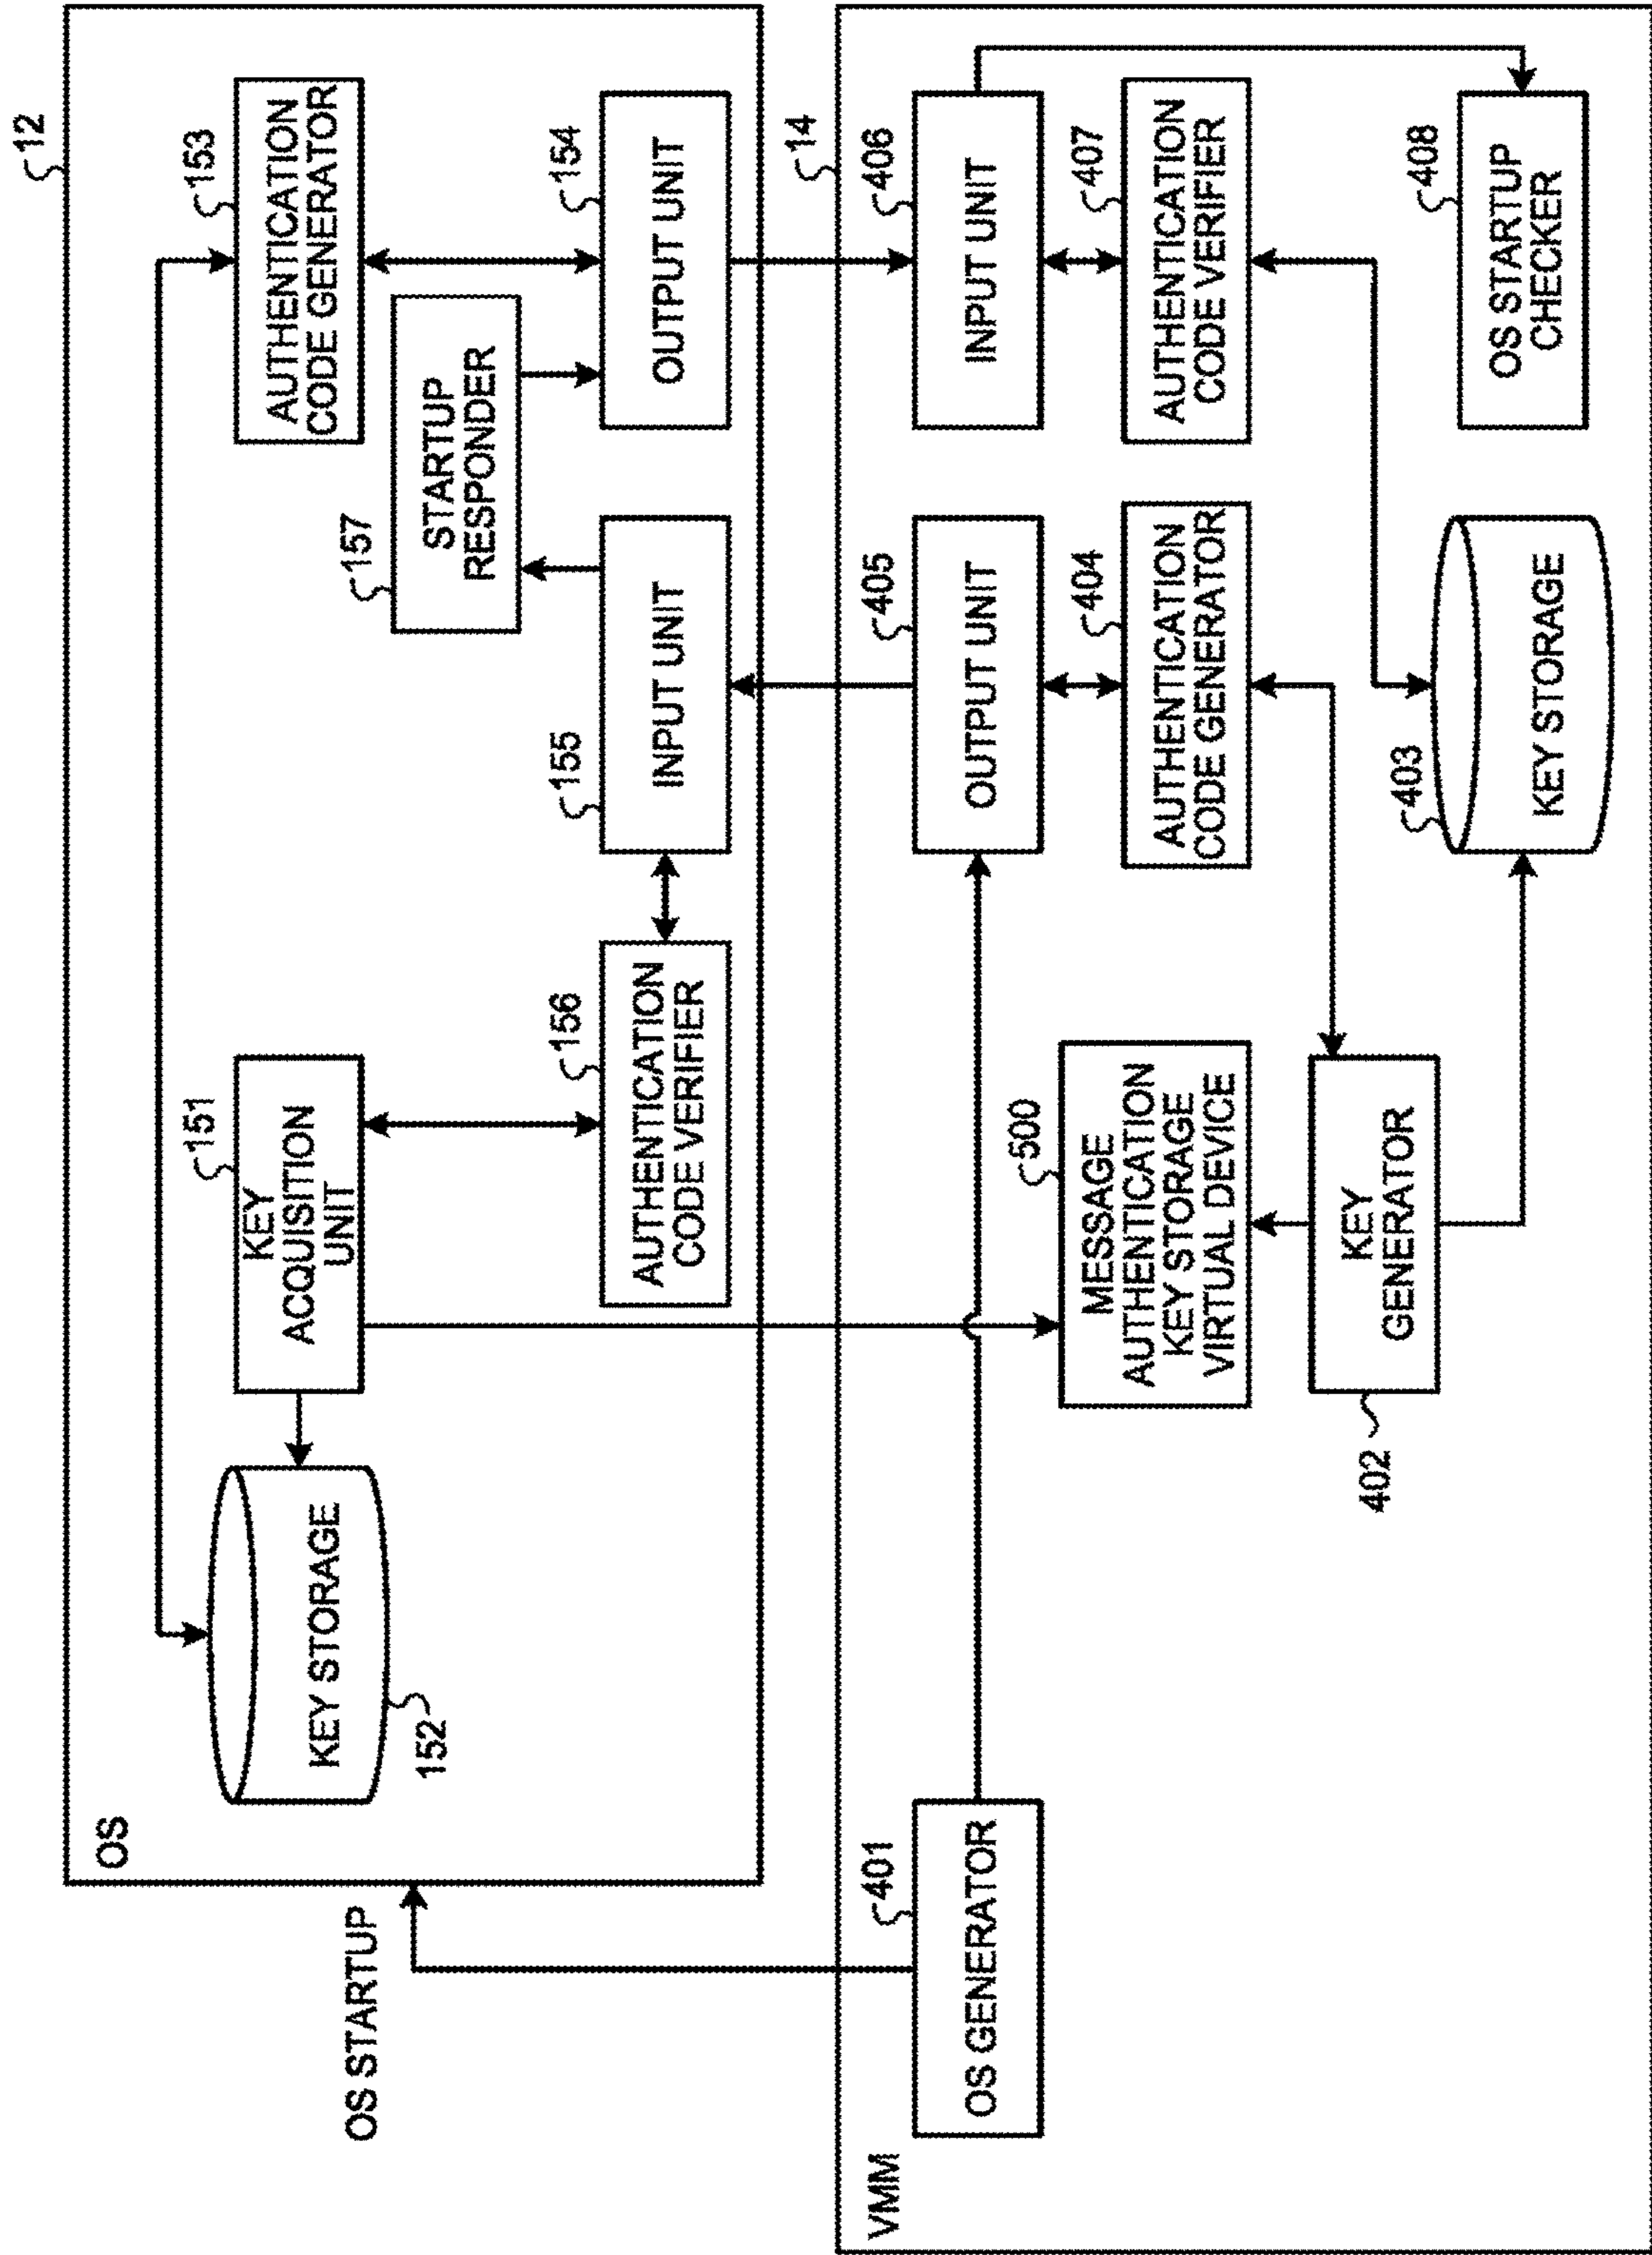 12
OS
OS STARTUP
KEY STORAGE
152
151
KEY
ACQUISITION
UNIT
153
AUTHENTICATION
CODE GENERATOR
157
STARTUP
RESPONDER
156
AUTHENTICATION
CODE VERIFIER
155
INPUT UNIT
154
OUTPUT UNIT
14
VMM
401
OS GENERATOR
405
OUTPUT UNIT
406
INPUT UNIT
500
MESSAGE
AUTHENTICATION
KEY STORAGE
VIRTUAL DEVICE
404
AUTHENTICATION
CODE GENERATOR
407
AUTHENTICATION
CODE VERIFIER
402
KEY
GENERATOR
403
KEY STORAGE
408
OS STARTUP
CHECKER